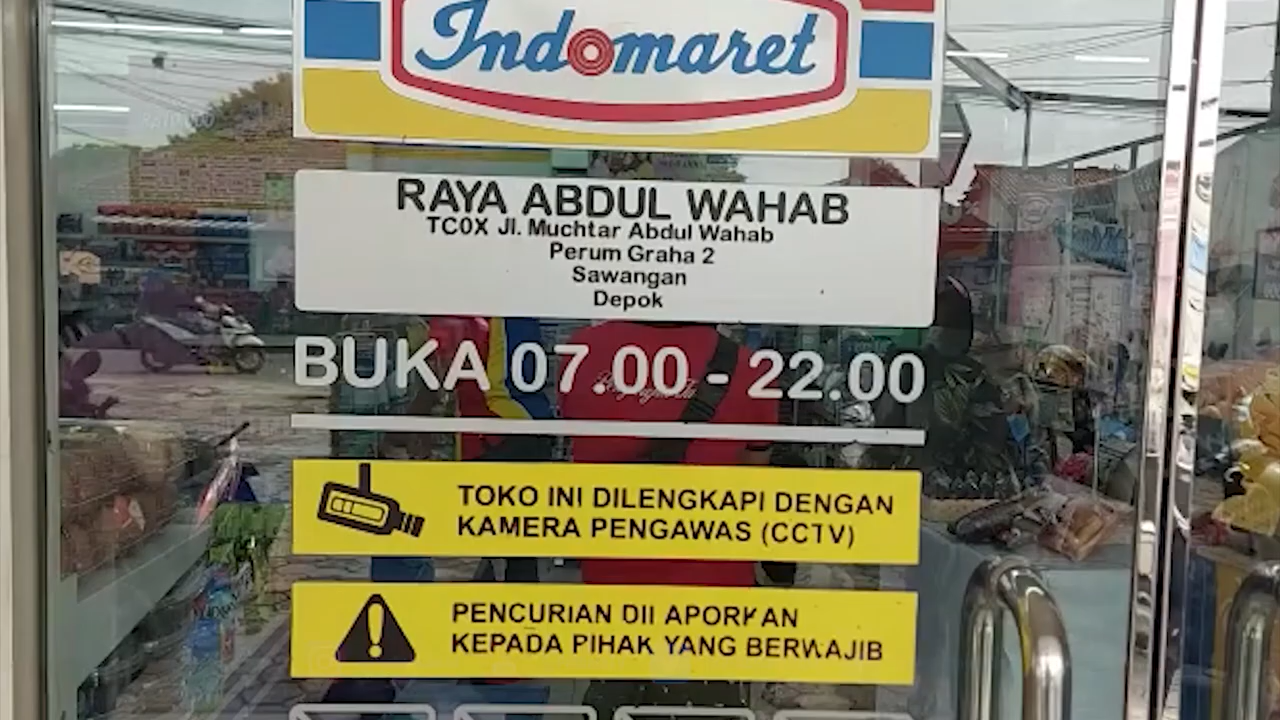 Indomaret
RAYA ABDUL WAHAB
TC0X Jl. Muchtar Abdul Wahab
Perum Graha 2
Sawangan
Depok
BUKA 07.00 - 22.00
TOKO INI DILENGKAPI DENGAN
KAMERA PENGAWAS (CCTV)
PENCURIAN DILAPORKAN
KEPADA PIHAK YANG BERWAJIB